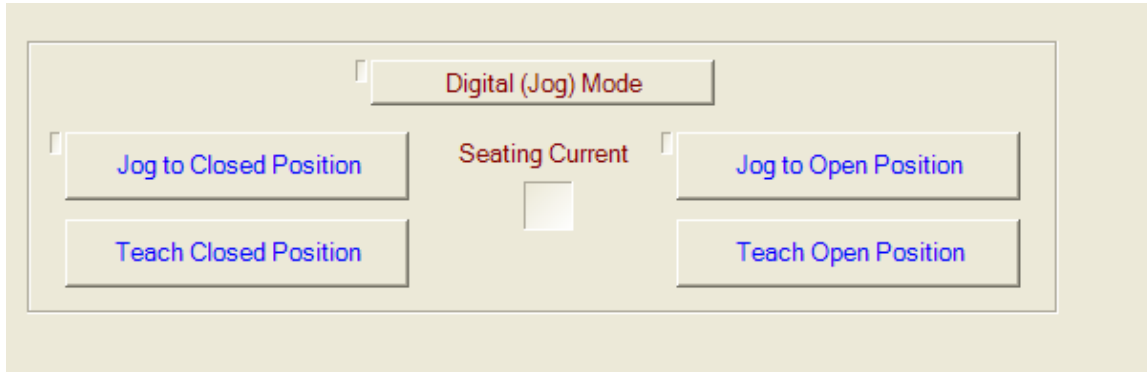 Digital (Jog) Mode
Jog to Closed Position
Seating Current
Jog to Open Position
Teach Closed Position
Teach Open Position